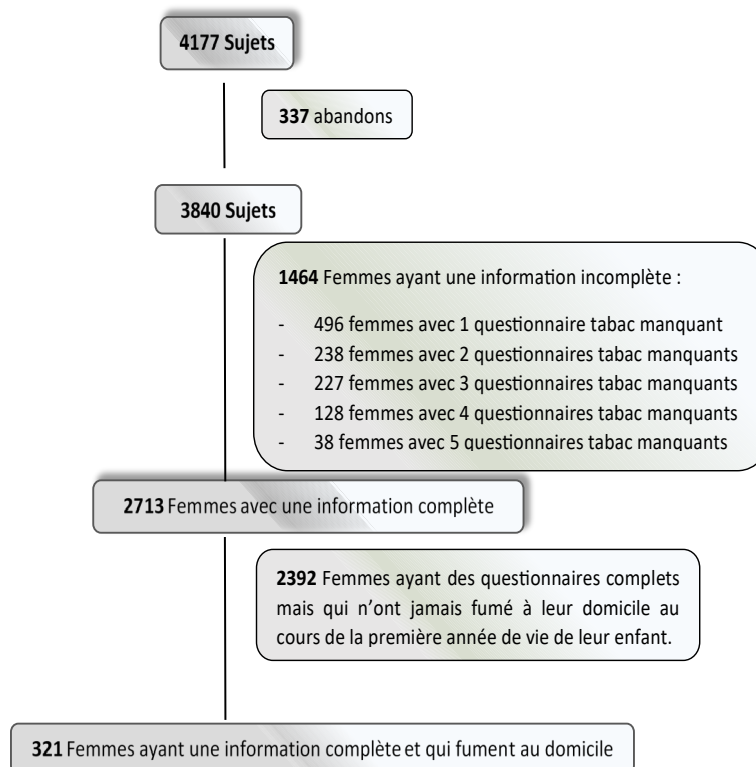 4177 Sujets
337 abandons
3840 Sujets
1464 Femmes ayant une information incomplète :
- 496 femmes avec 1 questionnaire tabac manquant
- 238 femmes avec 2 questionnaires tabac manquants
- 227 femmes avec 3 questionnaires tabac manquants
- 128 femmes avec 4 questionnaires tabac manquants
- 38 femmes avec 5 questionnaires tabac manquants
2713 Femmes avec une information complète
2392 Femmes ayant des questionnaires complets
mais qui n’ont jamais fumé à leur domicile au
cours de la première année de vie de leur enfant.
321 Femmes ayant une information complète et qui fument au domicile